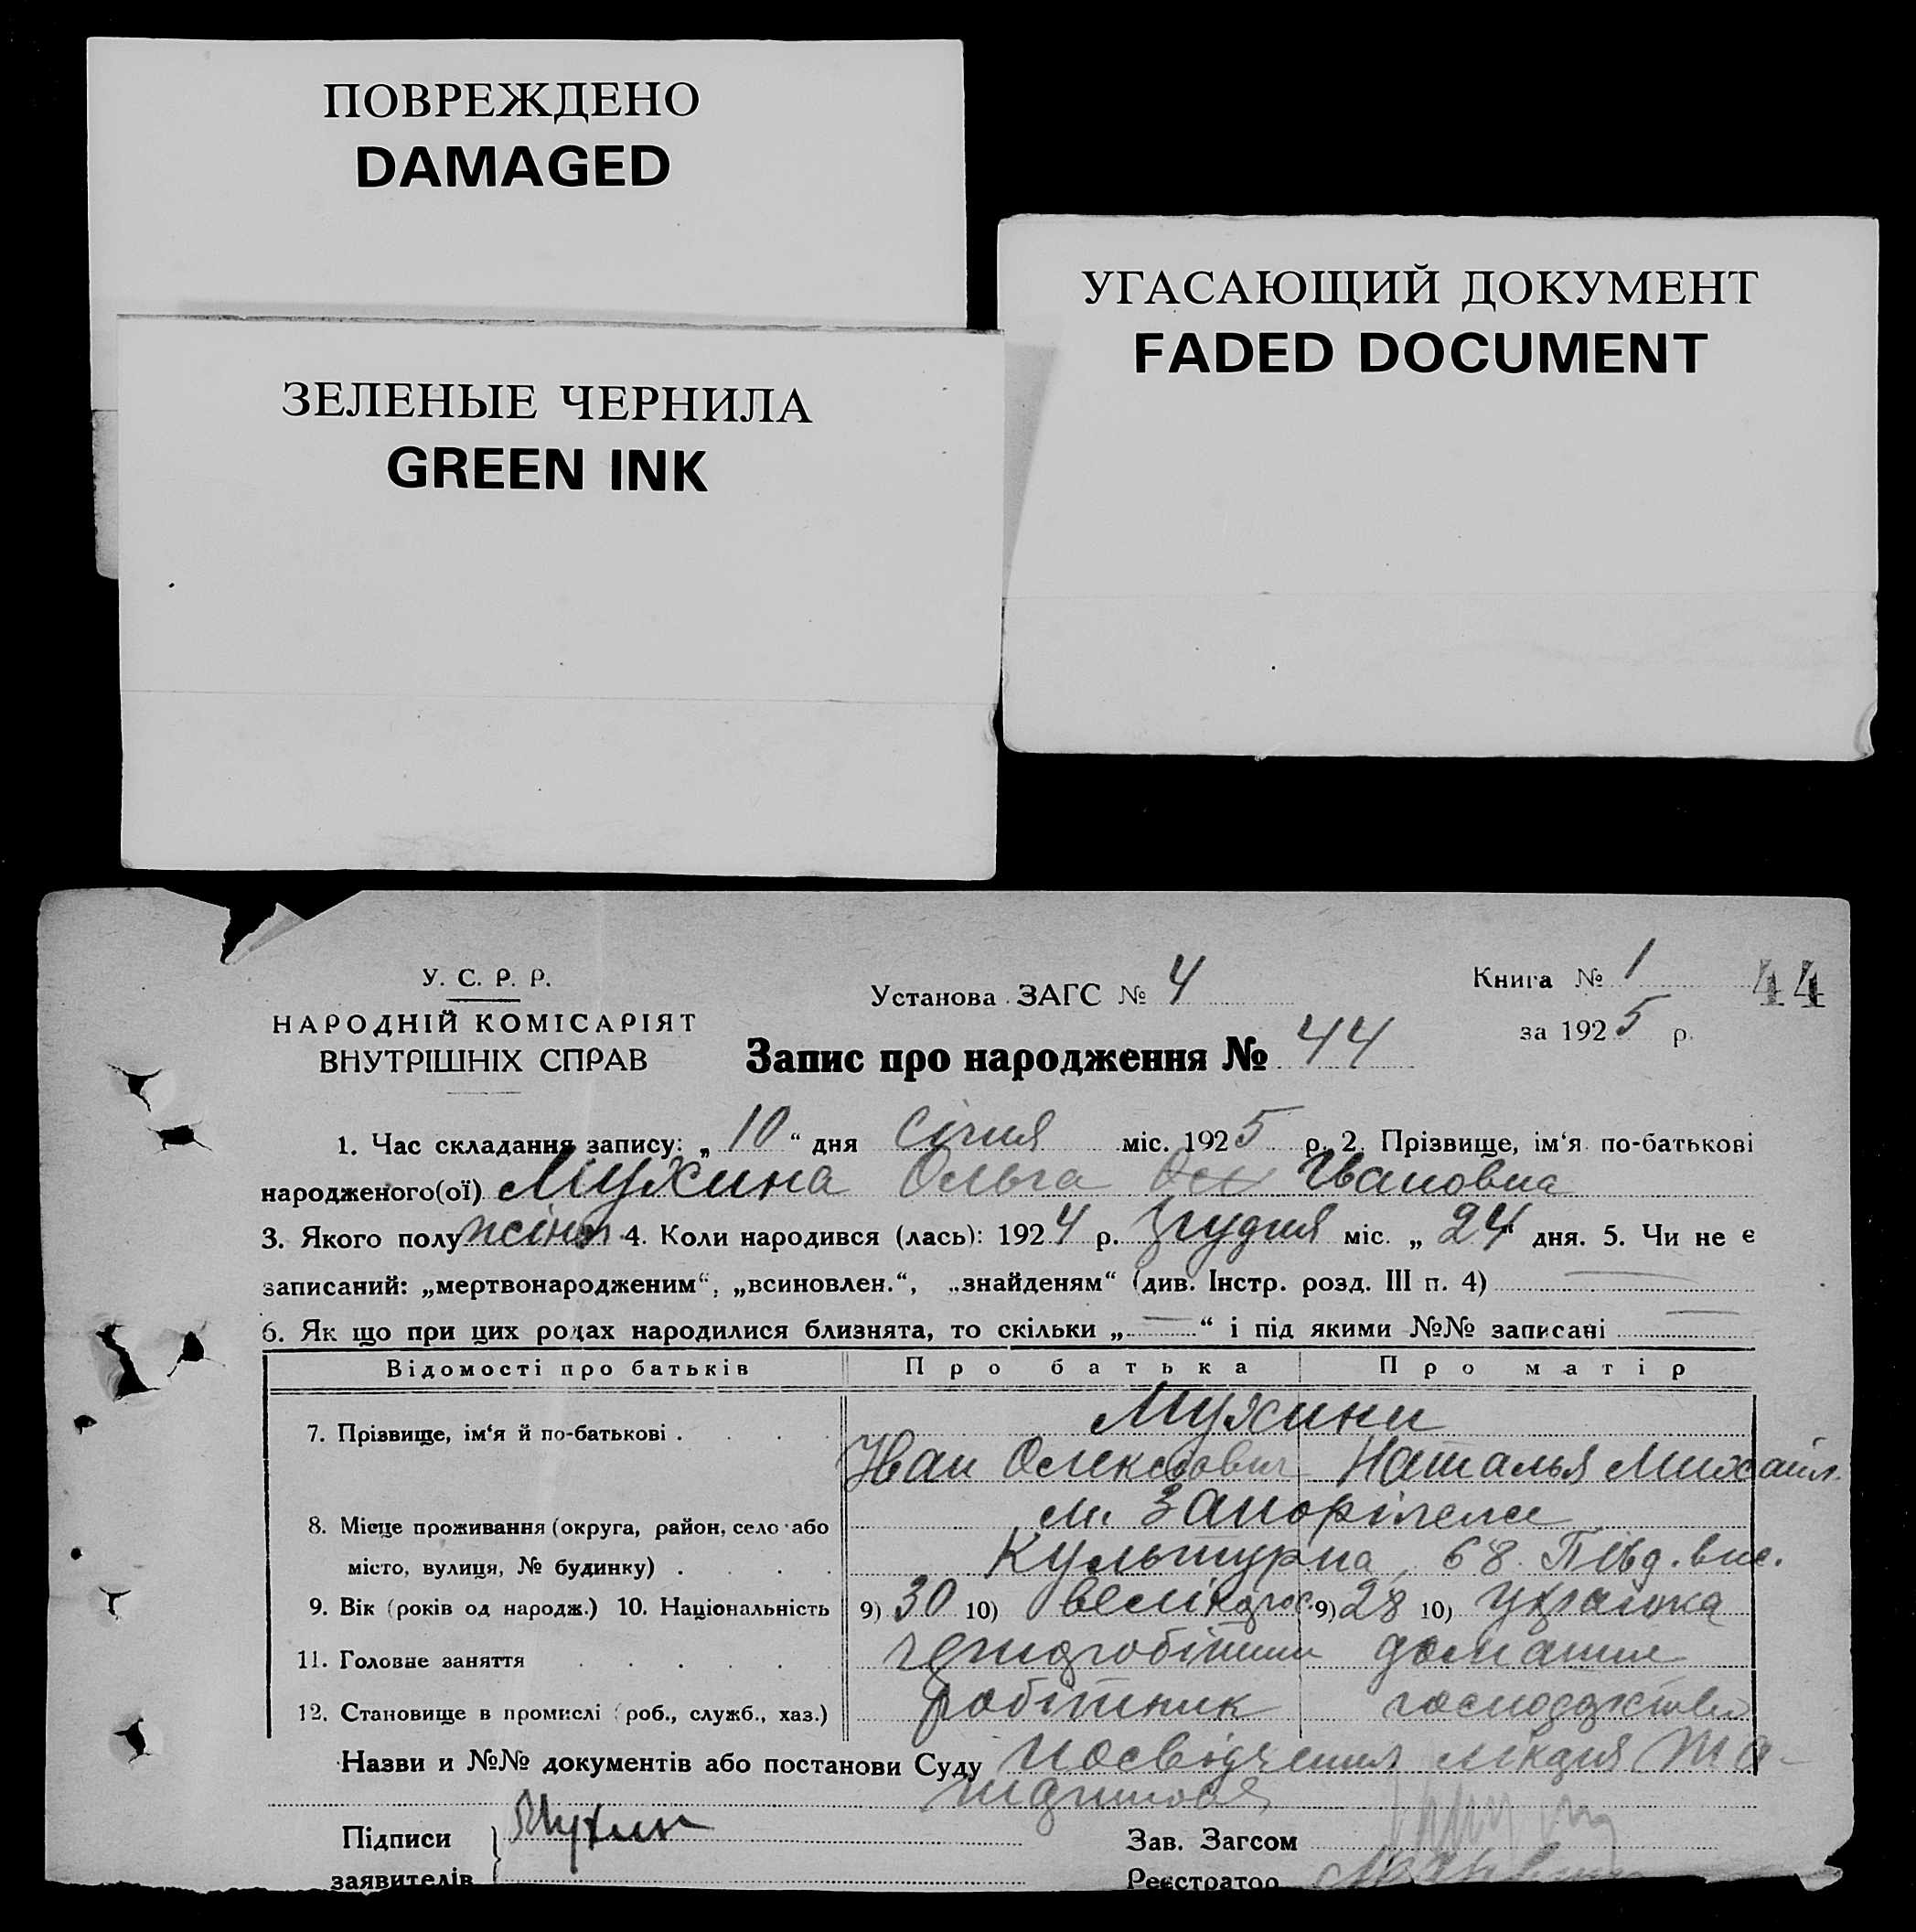 ПОВРЕЖДЕНО
DAMAGED
УГАСАЮЩИЙ ДОКУМЕНТ
FADED DOCUMENT
ЗЕЛЕНЫЕ ЧЕРНИЛА
GREEN INK
У. С. Р. Р.
НАРОДНІЙ КОМІСАРІЯТ
ВНУТРІШНІХ СПРАВ
Установа ЗАГС № 4
Книга № 1
44
за 1925 р.
Запис про народження № 44
1. Час складання запису: „10“ дня Січня міс. 1925 р. 2. Прізвище, ім‘я по-батькові
народженого(ої) Мухина Ольга Івановна
3. Якого полу жіноч. 4. Коли народився (лась): 1924 р. Грудня міс. „24“ дня. 5. Чи не є
записаний: „мертвонародженим“, „всиновлен.“, „знайденям“ (див. Інстр. розд. III п. 4)
6. Як що при цих родах народилися близнята, то скільки „—“ і під якими №№ записані —
Відомості про батьків Про батька Про матір
7. Прізвище, ім‘я й по-батькові . . . . Мухини
Іван Олексієвич Наталья Михайл.
8. Місце проживання (округа, район, село або м. Запоріжжя
місто, вулиця, № будинку) . . . . Культурна, 68 Півд. вис.
9. Вік (років од народж.) 10. Національність 9) 30 10) велікорос. 9) 28 10) Українка
11. Головне заняття . . . . . чорноробітник домашнє
12. Становище в промислі (роб., служб., хаз.) робітник господарство
Назви и №№ документів або постанови Суду Посвідчення лікаря
Підписи Мухин
заявителів
Зав. Загсом
Реєстратор